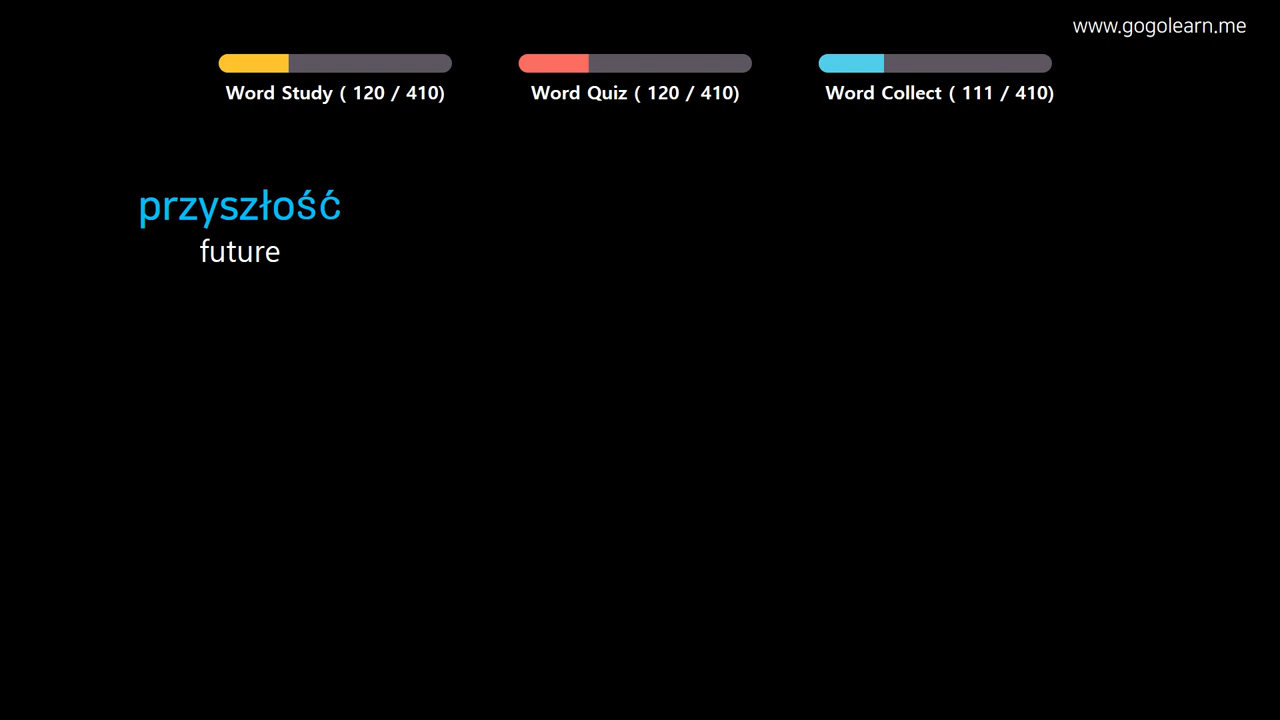 www.gogolearn.me
Word Study ( 120 / 410)
Word Quiz ( 120 / 410)
Word Collect ( 111 / 410)
przyszłość
future